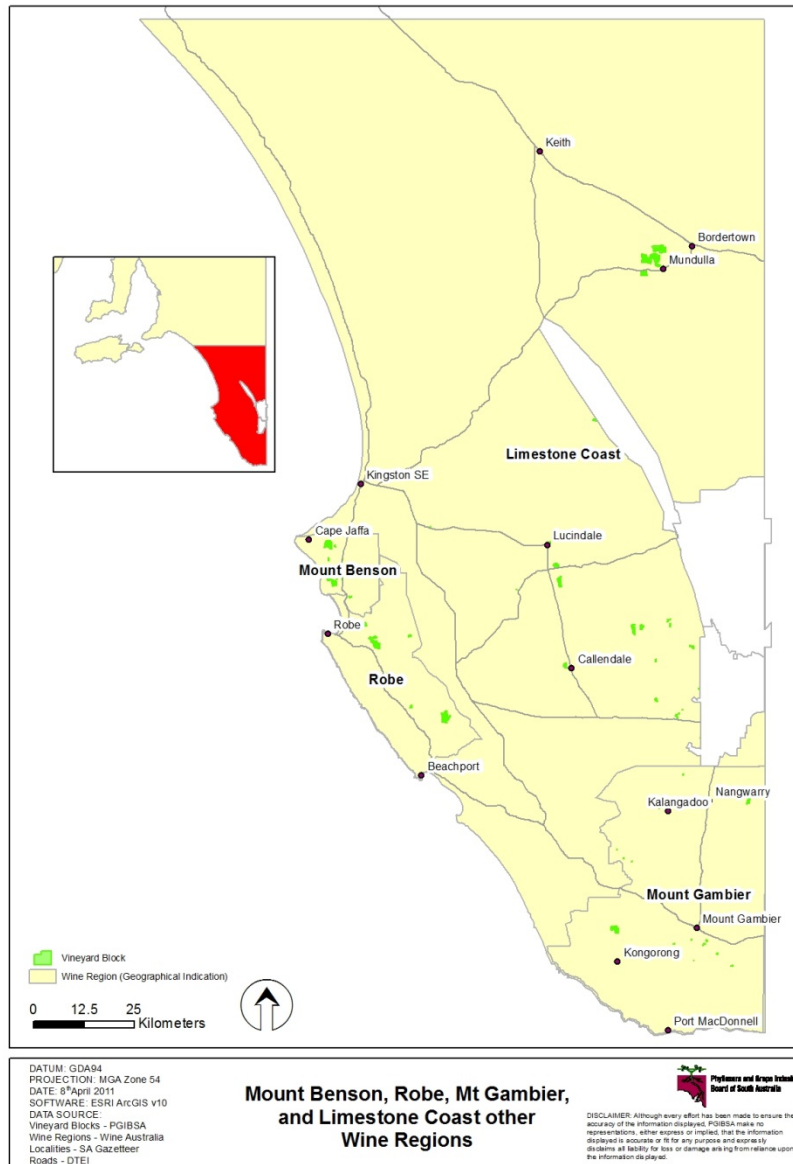 Keith
Bordertown
Mundulla
Limestone Coast
Kingston SE
Cape Jaffa
Lucindale
Mount Benson
Robe
Callendale
Robe
Beachport
Nangwarry
Kalangadoo
Mount Gambier
Mount Gambier
Kongorong
Port MacDonnell
Vineyard Block
Wine Region (Geographical Indication)
0 12.5 25
Kilometers
DATUM: GDA94
PROJECTION: MGA Zone 54
DATE: 8th April 2011
SOFTWARE: ESRI ArcGIS v10
DATA SOURCE:
Vineyard Blocks - PGIBSA
Wine Regions - Wine Australia
Localities - SA Gazetteer
Roads - DTEI
Mount Benson, Robe, Mt Gambier,
and Limestone Coast other
Wine Regions
Phylloxera and Grape Industry
Board of South Australia
DISCLAIMER: Although every effort has been made to ensure the
accuracy of the information displayed, PGIBSA make no
representations, either express or implied, that the information
displayed is accurate or fit for any purpose and expressly
disclaims all liability for loss or damage arising from reliance upon
the information displayed.